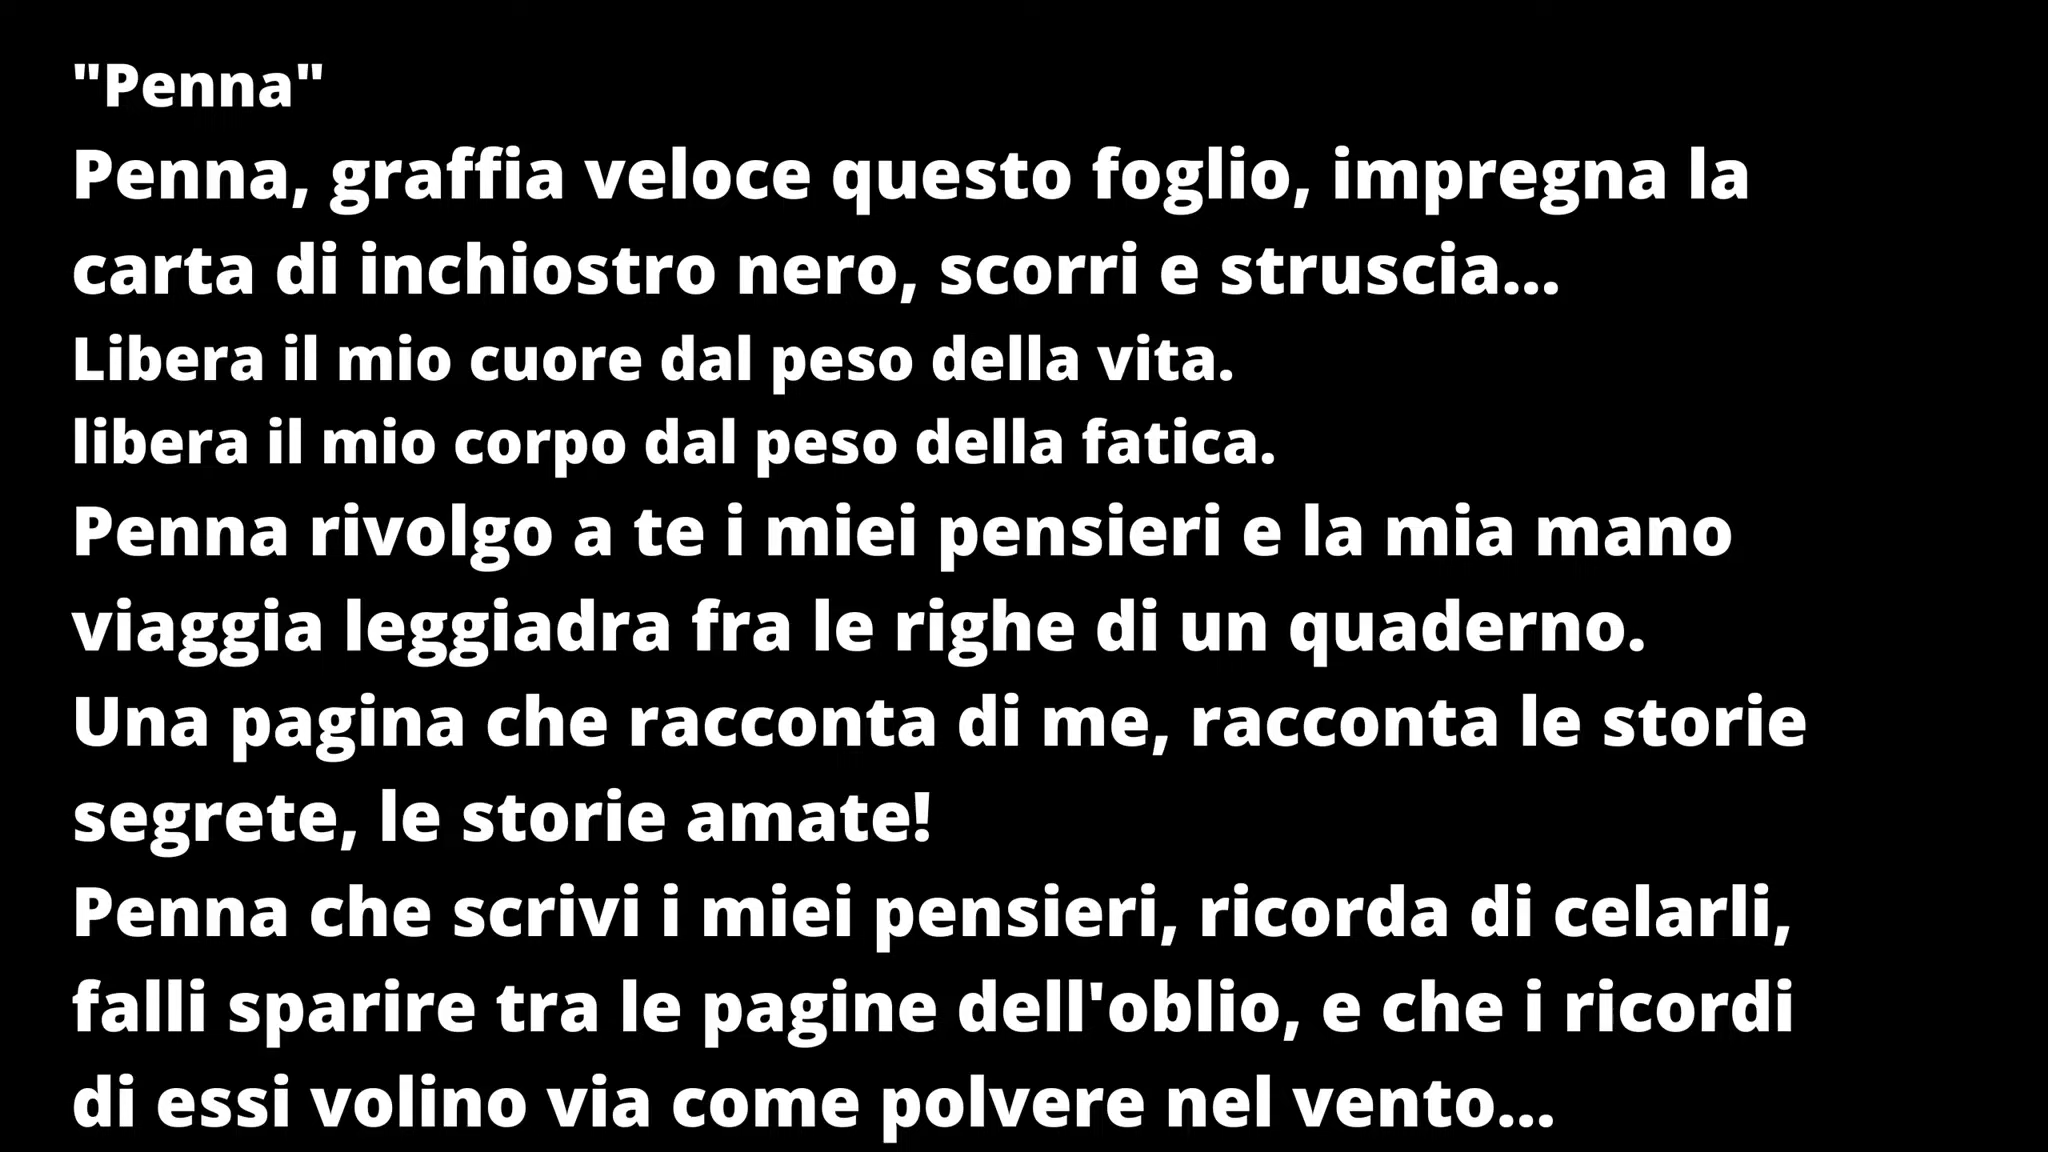 "Penna"
Penna, graffia veloce questo foglio, impregna la
carta di inchiostro nero, scorri e struscia...
Libera il mio cuore dal peso della vita.
libera il mio corpo dal peso della fatica.
Penna rivolgo a te i miei pensieri e la mia mano
viaggia leggiadra fra le righe di un quaderno.
Una pagina che racconta di me, racconta le storie
segrete, le storie amate!
Penna che scrivi i miei pensieri, ricorda di celarli,
falli sparire tra le pagine dell'oblio, e che i ricordi
di essi volino via come polvere nel vento...